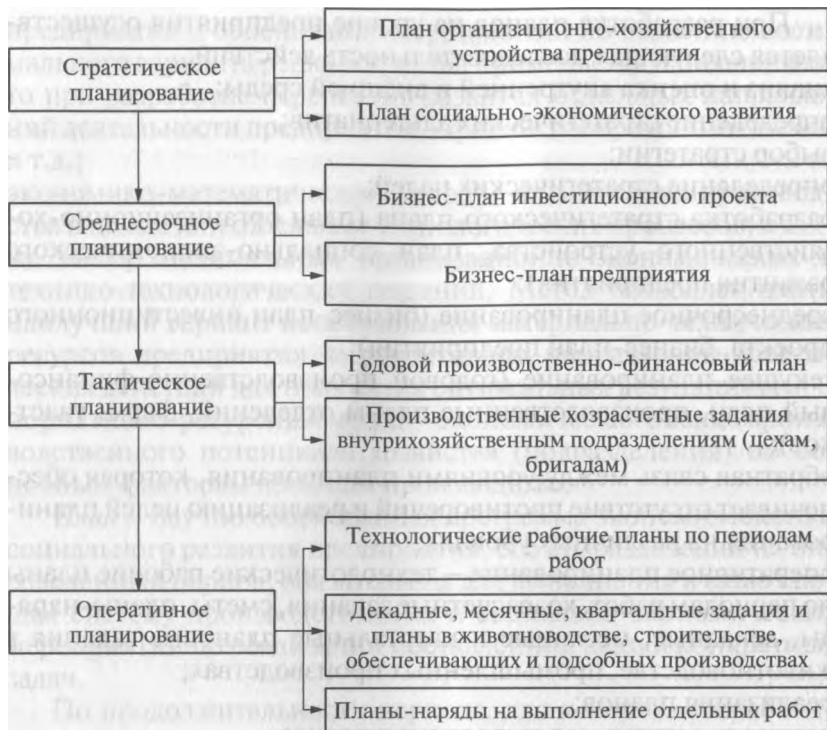 План организационно-хозяйственного
устройства предприятия
Стратегическое
планирование
План социально-экономического развития
Бизнес-план инвестиционного проекта
Среднесрочное
планирование
Бизнес-план предприятия
Годовой производственно-финансовый план
Тактическое
планирование
Производственные хозрасчетные задания
внутрихозяйственным подразделениям (цехам,
бригадам)
Технологические рабочие планы по периодам
работ
Оперативное
планирование
Декадные, месячные, квартальные задания и
планы в животноводстве, строительстве,
обеспечивающих и подсобных производствах
Планы-наряды на выполнение отдельных работ